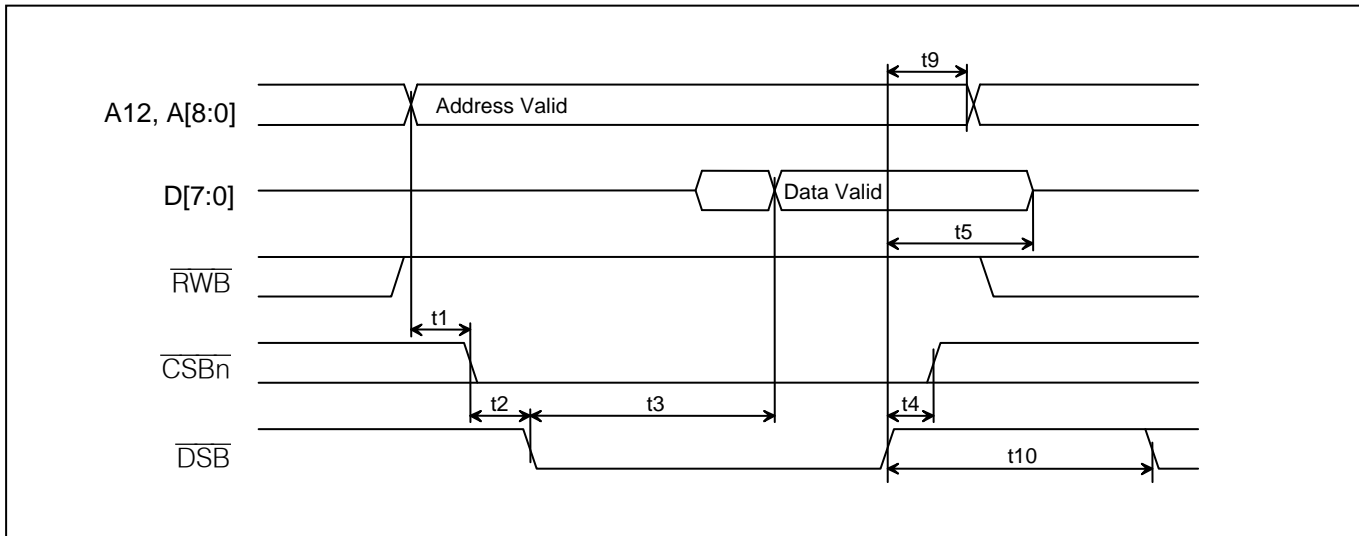 t9
A12, A[8:0]
Address Valid
D[7:0]
Data Valid
t5
RWB
t1
CSBn
t2
t3
t4
DSB
t10